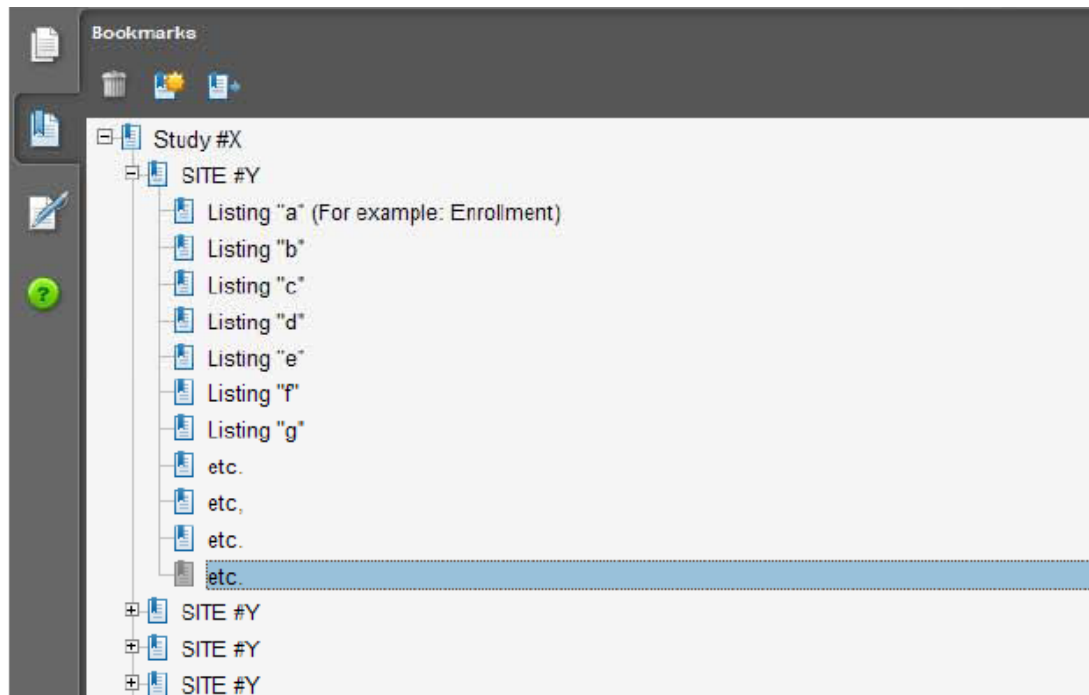 Bookmarks
Study #X
SITE #Y
Listing "a" (For example: Enrollment)
Listing "b"
Listing "c"
Listing "d"
Listing "e"
Listing "f"
Listing "g"
etc.
etc,
etc.
etc.
SITE #Y
SITE #Y
SITE #Y